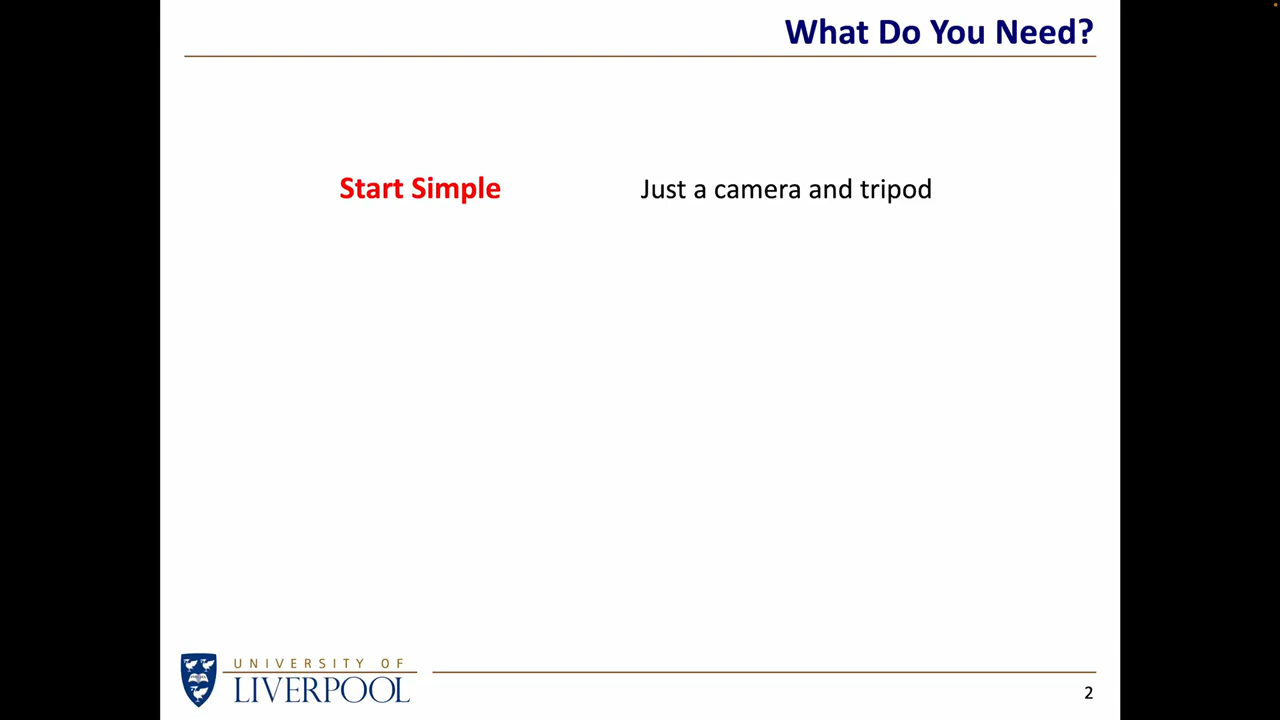 What Do You Need?
Start Simple Just a camera and tripod
UNIVERSITY OF
LIVERPOOL
2